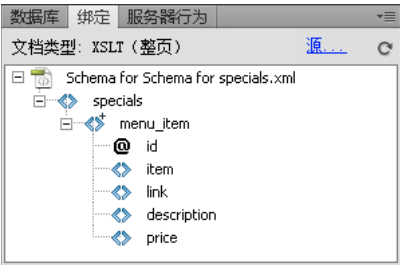 数据库 绑定 服务器行为
文档类型: XSLT (整页) 源...
Schema for Schema for specials.xml
specials
menu_item
@ id
item
link
description
price